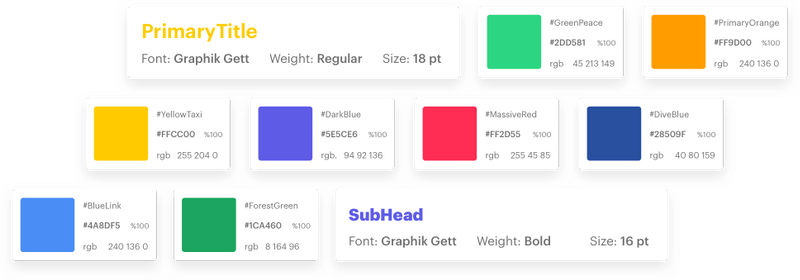 PrimaryTitle
Font: Graphik Gett Weight: Regular Size: 18 pt
#GreenPeace
#2DD581 %100
rgb 45 213 149
#PrimaryOrange
#FF9D00 %100
rgb 240 136 0
#YellowTaxi
#FFCC00 %100
rgb 255 204 0
#DarkBlue
#5E5CE6 %100
rgb. 94 92 136
#MassiveRed
#FF2D55 %100
rgb 255 45 85
#DiveBlue
#28509F %100
rgb 40 80 159
#BlueLink
#4A8DF5 %100
rgb 240 136 0
#ForestGreen
#1CA460 %100
rgb 8 164 96
SubHead
Font: Graphik Gett Weight: Bold Size: 16 pt